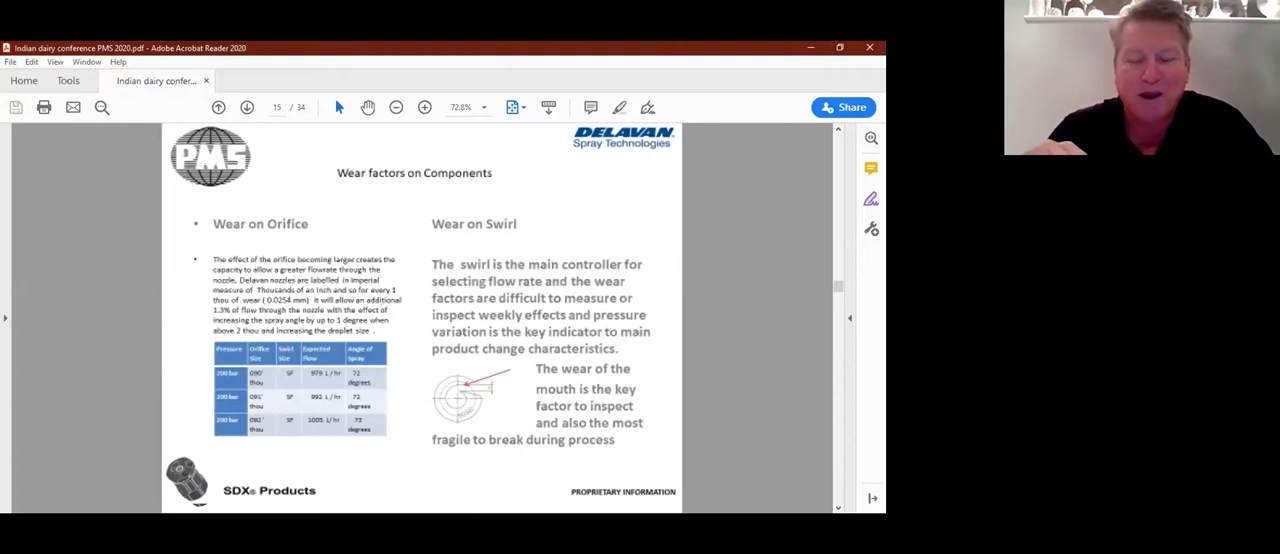 Indian dairy conference PMS 2020.pdf - Adobe Acrobat Reader 2020
File Edit View Window Help
Home Tools Indian dairy confer... ×
15 / 34 72.8% Share
PMS
DELAVAN
Spray Technologies
Wear factors on Components
• Wear on Orifice
• The effect of the orifice becoming larger creates the
capacity to allow a greater flowrate through the
nozzle, Delavan nozzles are labelled in imperial
measure of Thousands of an inch and so for every 1
thou of wear ( 0.0254 mm) it will allow an additional
1.3% of flow through the nozzle with the effect of
increasing the spray angle by up to 1 degree when
above 2 thou and increasing the droplet size .
Pressure Orifice Size Swirl Size Expected Flow Angle of Spray
200 bar 090' thou SF 979 L / hr 71 degrees
200 bar 091' thou SF 992 L / hr 72 degrees
200 bar 092' thou SF 1005 L/ hr 73 degrees
Wear on Swirl
The swirl is the main controller for
selecting flow rate and the wear
factors are difficult to measure or
inspect weekly effects and pressure
variation is the key indicator to main
product change characteristics.
The wear of the
mouth is the key
factor to inspect
and also the most
fragile to break during process
SDX® Products
PROPRIETARY INFORMATION